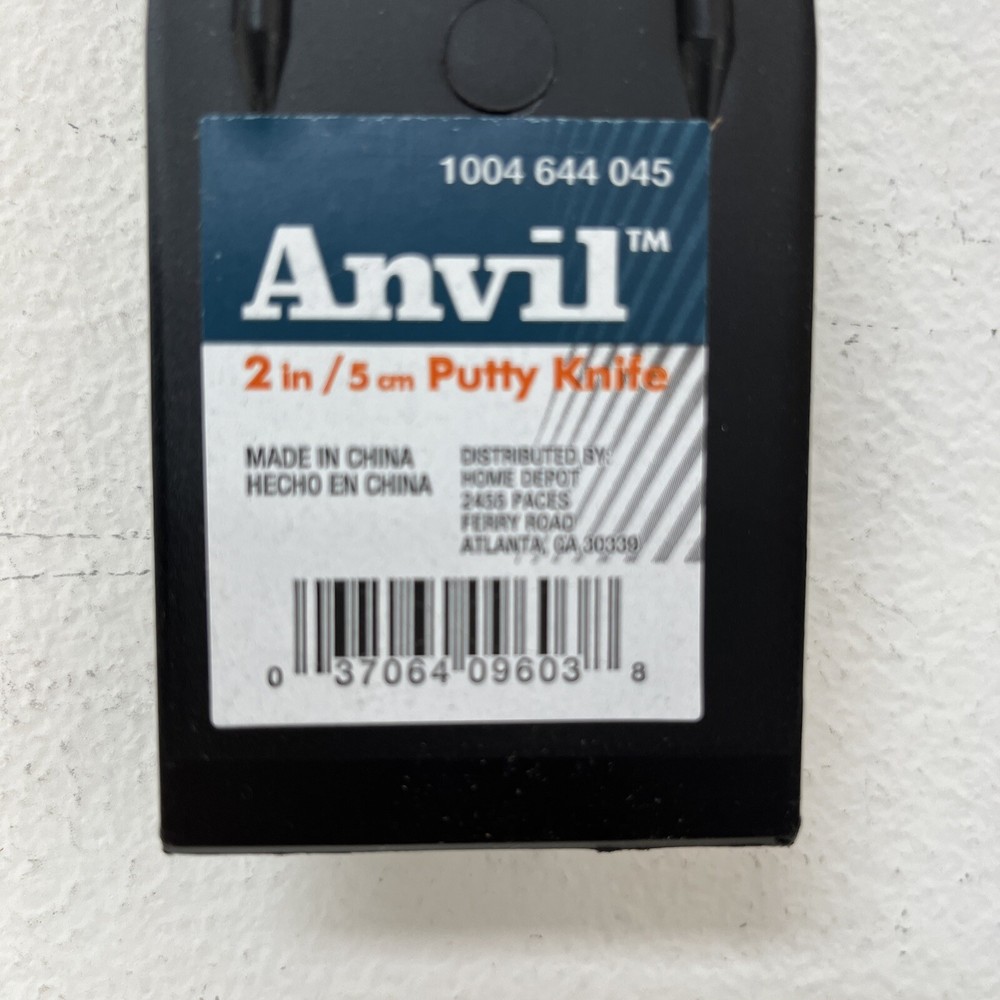 1004 644 045
Anvil™
2 in / 5 cm Putty Knife
MADE IN CHINA
HECHO EN CHINA
DISTRIBUTED BY:
HOME DEPOT
2455 PACES
FERRY ROAD
ATLANTA, GA 30339
0 37064 09603 8